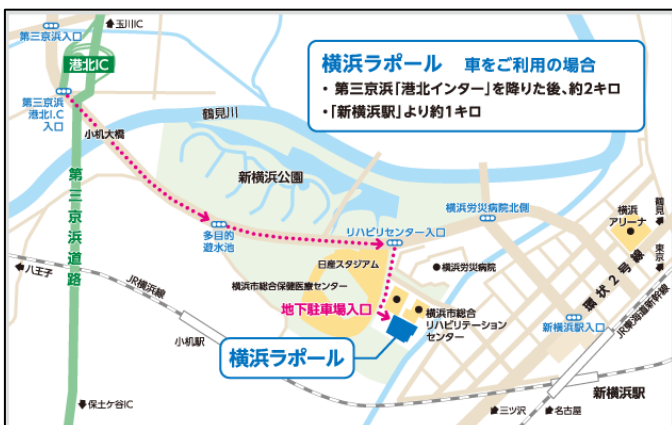 玉川IC
第三京浜入口
港北IC
第三京浜
港北I.C
入口
小机大橋
鶴見川
横浜ラポール 車をご利用の場合
・ 第三京浜「港北インター」を降りた後、約2キロ
・「新横浜駅」より約1キロ
新横浜公園
第三京浜道路
多目的
遊水池
リハビリセンター入口
横浜労災病院北側
横浜
アリーナ
鶴見
東京
日産スタジアム
横浜労災病院
環状2号線
八王子
JR横浜線
横浜市総合保健医療センター
地下駐車場入口
横浜市総合
リハビリテーション
センター
新横浜駅入口
JR東海道新幹線
小机駅
横浜ラポール
新横浜駅
保土ケ谷IC
三ツ沢
名古屋